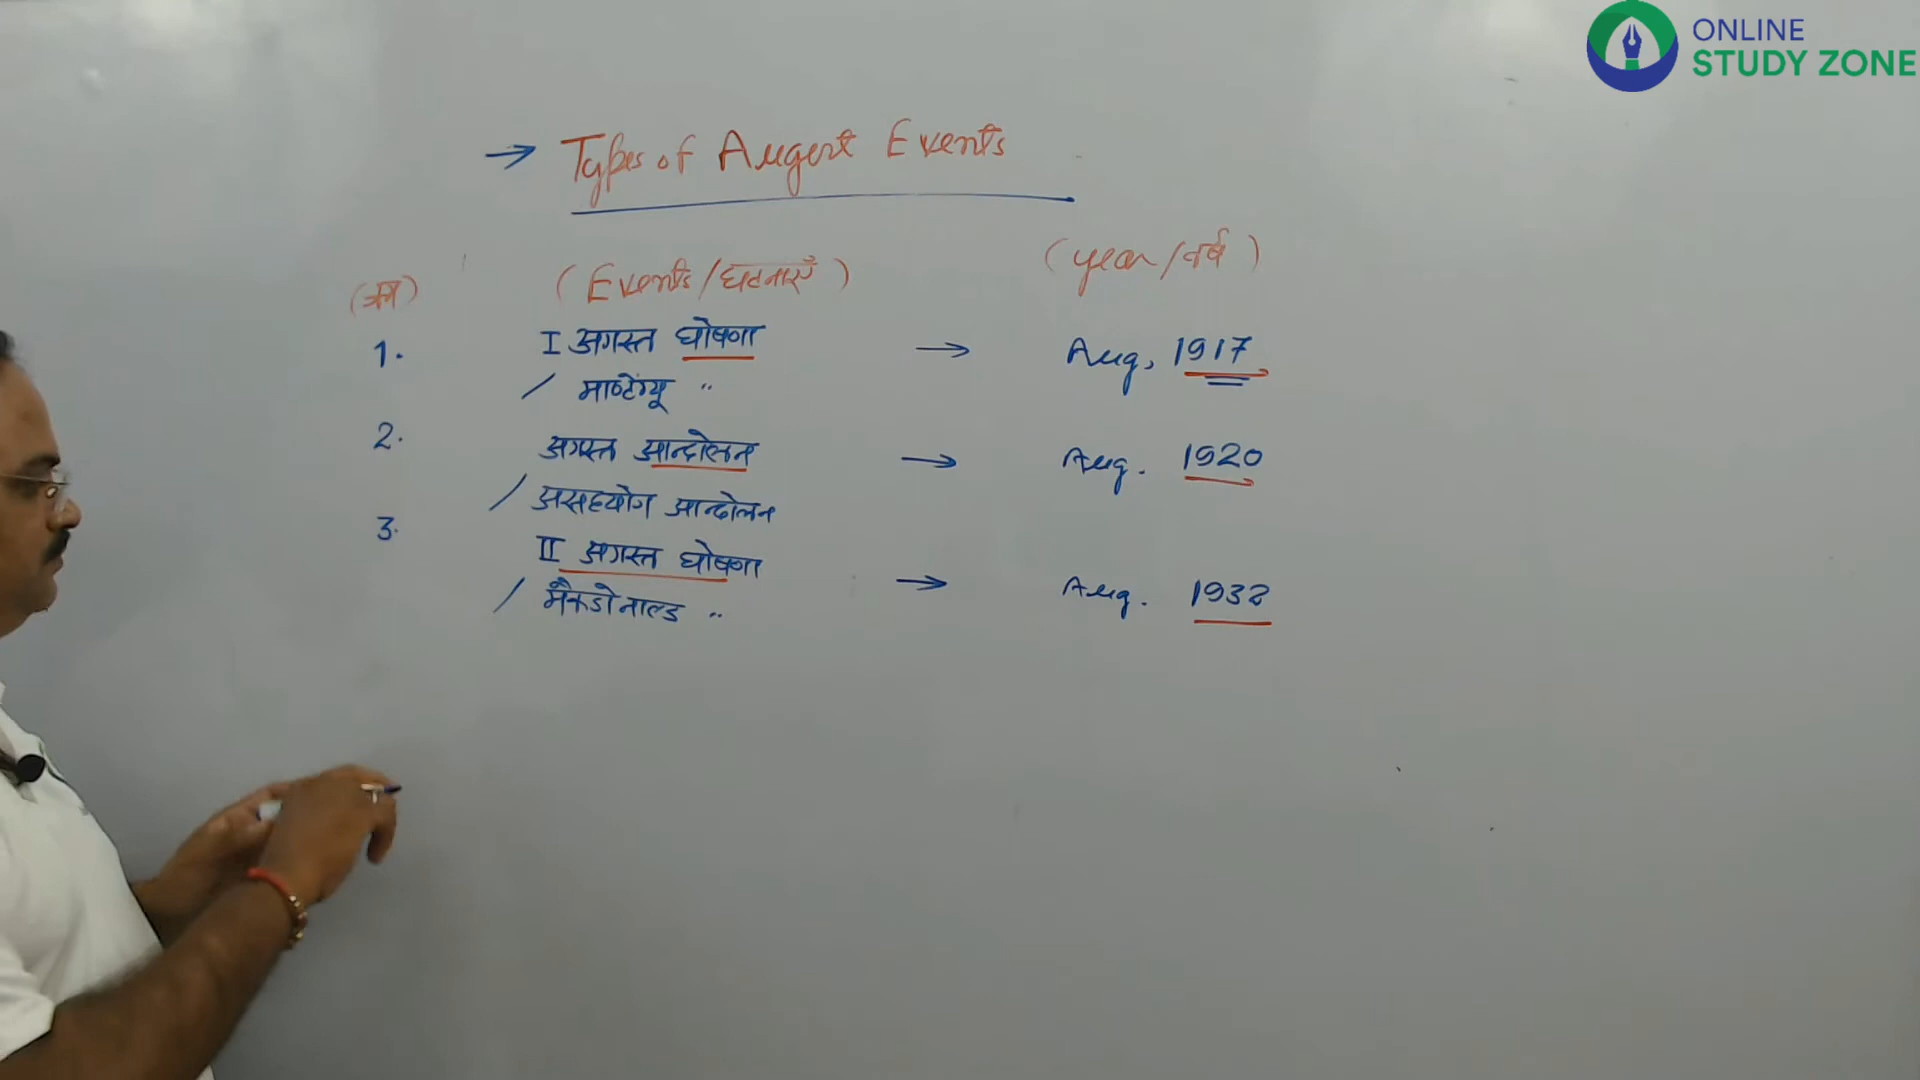 ONLINE
STUDY ZONE
→ Types of August Events
(क्र०) (Events/घटनाएँ) (year/वर्ष)
1. I अगस्त घोषणा → Aug, 1917
/ माण्टेग्यू "
2. अगस्त आन्दोलन → Aug. 1920
/ असहयोग आन्दोलन
3. II अगस्त घोषणा → Aug. 1932
/ मैकडोनाल्ड "